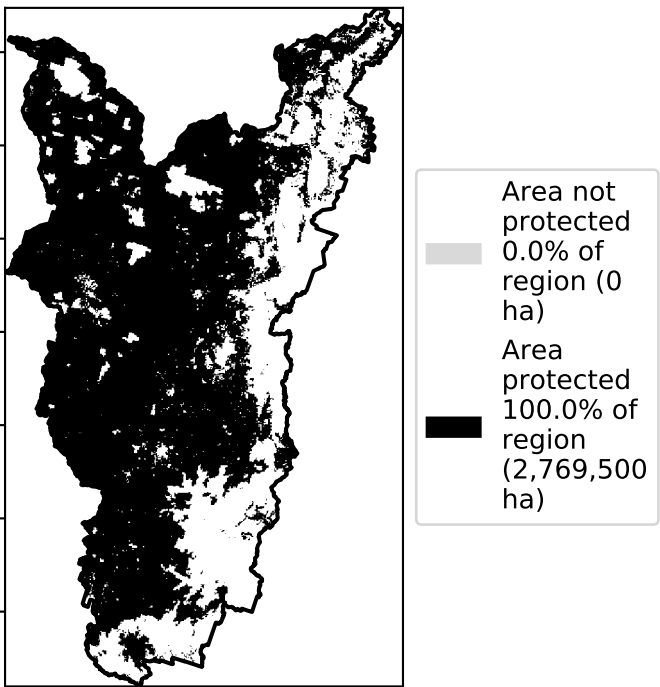 Area not
protected
0.0% of
region (0
ha)
Area
protected
100.0% of
region
(2,769,500
ha)